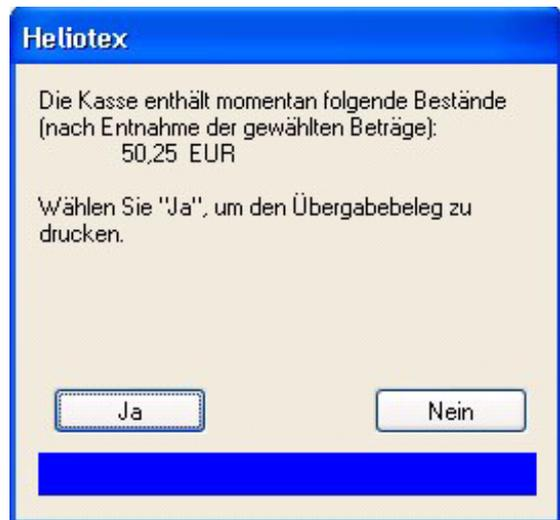 Heliotex
Die Kasse enthält momentan folgende Bestände
(nach Entnahme der gewählten Beträge):
50,25 EUR
Wählen Sie "Ja", um den Übergabebeleg zu
drucken.
Ja
Nein